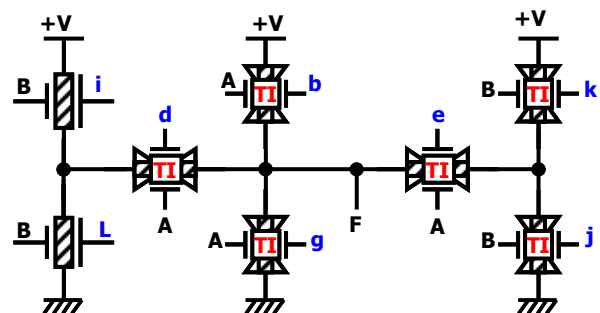 +V +V +V
B i A TI b B TI k
d e
TI TI
B L A TI g A F A B TI j